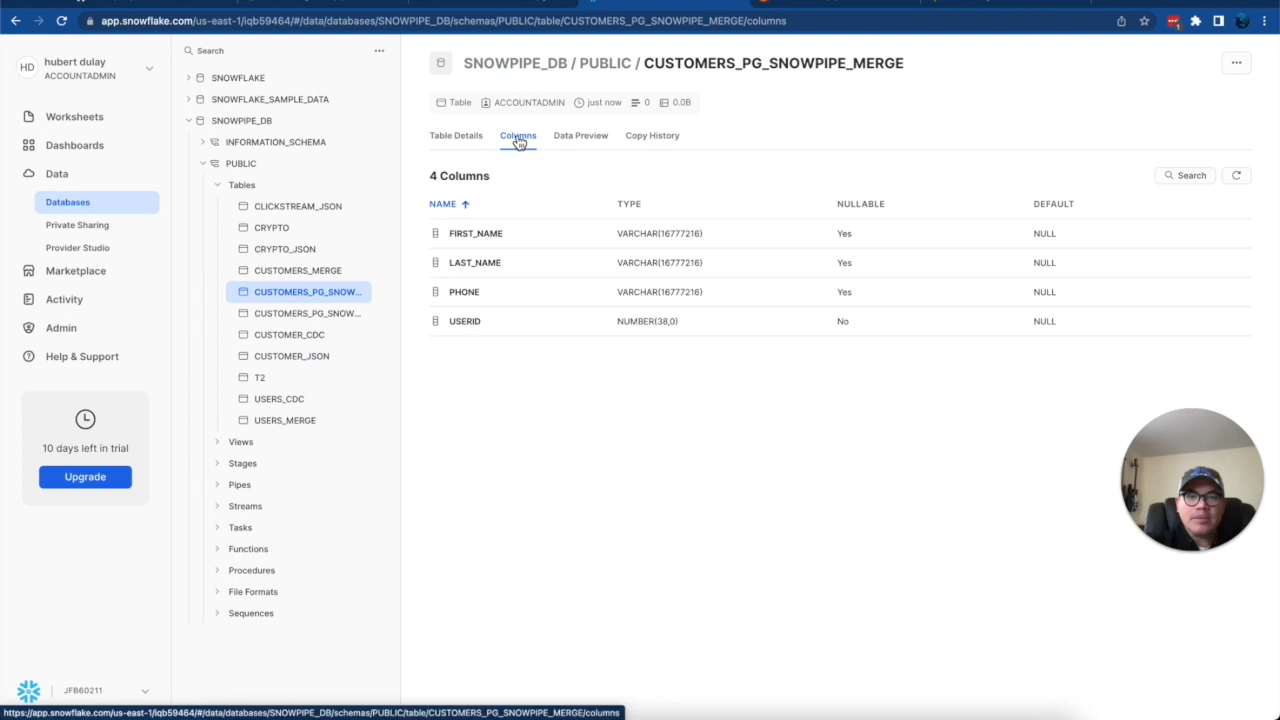 app.snowflake.com/us-east-1/iqb59464/#/data/databases/SNOWPIPE_DB/schemas/PUBLIC/table/CUSTOMERS_PG_SNOWPIPE_MERGE/columns
HD
hubert dulay
ACCOUNTADMIN
Worksheets
Dashboards
Data
Databases
Private Sharing
Provider Studio
Marketplace
Activity
Admin
Help & Support
10 days left in trial
Upgrade
JFB60211
Search
SNOWFLAKE
SNOWFLAKE_SAMPLE_DATA
SNOWPIPE_DB
INFORMATION_SCHEMA
PUBLIC
Tables
CLICKSTREAM_JSON
CRYPTO
CRYPTO_JSON
CUSTOMERS_MERGE
CUSTOMERS_PG_SNOW...
CUSTOMERS_PG_SNOW...
CUSTOMER_CDC
CUSTOMER_JSON
T2
USERS_CDC
USERS_MERGE
Views
Stages
Pipes
Streams
Tasks
Functions
Procedures
File Formats
Sequences
SNOWPIPE_DB / PUBLIC / CUSTOMERS_PG_SNOWPIPE_MERGE
Table ACCOUNTADMIN just now 0 0.0B
Table Details Columns Data Preview Copy History
4 Columns
Search
NAME TYPE NULLABLE DEFAULT
FIRST_NAME VARCHAR(16777216) Yes NULL
LAST_NAME VARCHAR(16777216) Yes NULL
PHONE VARCHAR(16777216) Yes NULL
USERID NUMBER(38,0) No NULL
https://app.snowflake.com/us-east-1/iqb59464/#/data/databases/SNOWPIPE_DB/schemas/PUBLIC/table/CUSTOMERS_PG_SNOWPIPE_MERGE/columns